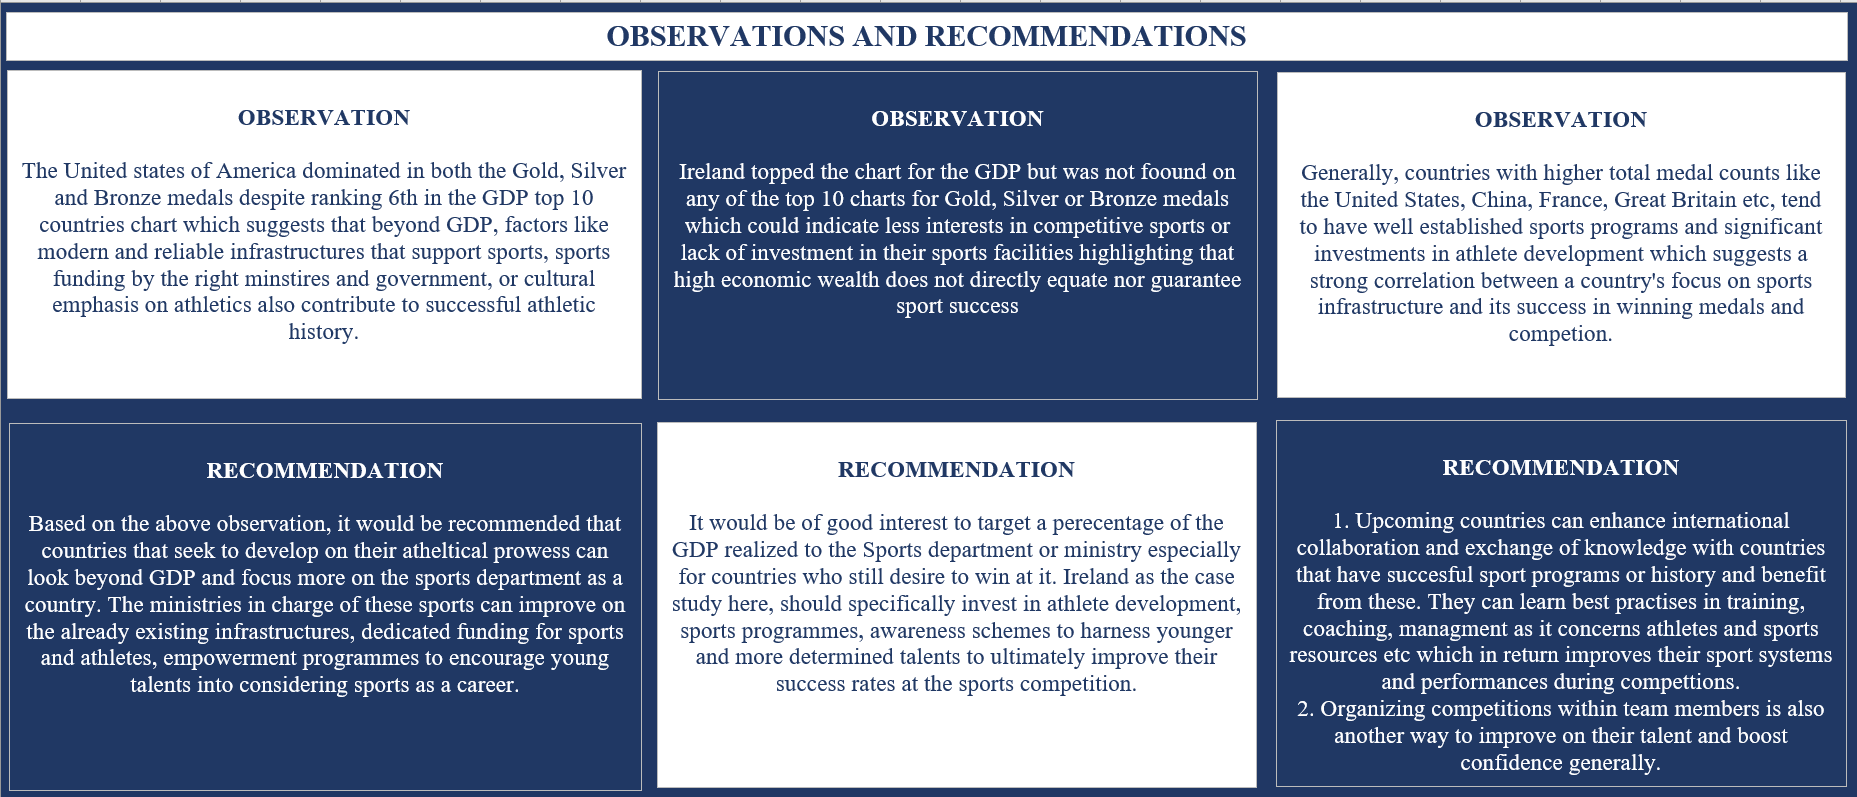 OBSERVATIONS AND RECOMMENDATIONS
OBSERVATION
The United states of America dominated in both the Gold, Silver
and Bronze medals despite ranking 6th in the GDP top 10
countries chart which suggests that beyond GDP, factors like
modern and reliable infrastructures that support sports, sports
funding by the right minstires and government, or cultural
emphasis on athletics also contribute to successful athletic
history.
OBSERVATION
Ireland topped the chart for the GDP but was not foound on
any of the top 10 charts for Gold, Silver or Bronze medals
which could indicate less interests in competitive sports or
lack of investment in their sports facilities highlighting that
high economic wealth does not directly equate nor guarantee
sport success
OBSERVATION
Generally, countries with higher total medal counts like
the United States, China, France, Great Britain etc, tend
to have well established sports programs and significant
investments in athlete development which suggests a
strong correlation between a country's focus on sports
infrastructure and its success in winning medals and
competion.
RECOMMENDATION
Based on the above observation, it would be recommended that
countries that seek to develop on their atheltical prowess can
look beyond GDP and focus more on the sports department as a
country. The ministries in charge of these sports can improve on
the already existing infrastructures, dedicated funding for sports
and athletes, empowerment programmes to encourage young
talents into considering sports as a career.
RECOMMENDATION
It would be of good interest to target a perecentage of the
GDP realized to the Sports department or ministry especially
for countries who still desire to win at it. Ireland as the case
study here, should specifically invest in athlete development,
sports programmes, awareness schemes to harness younger
and more determined talents to ultimately improve their
success rates at the sports competition.
RECOMMENDATION
1. Upcoming countries can enhance international
collaboration and exchange of knowledge with countries
that have succesful sport programs or history and benefit
from these. They can learn best practises in training,
coaching, managment as it concerns athletes and sports
resources etc which in return improves their sport systems
and performances during compettions.
2. Organizing competitions within team members is also
another way to improve on their talent and boost
confidence generally.